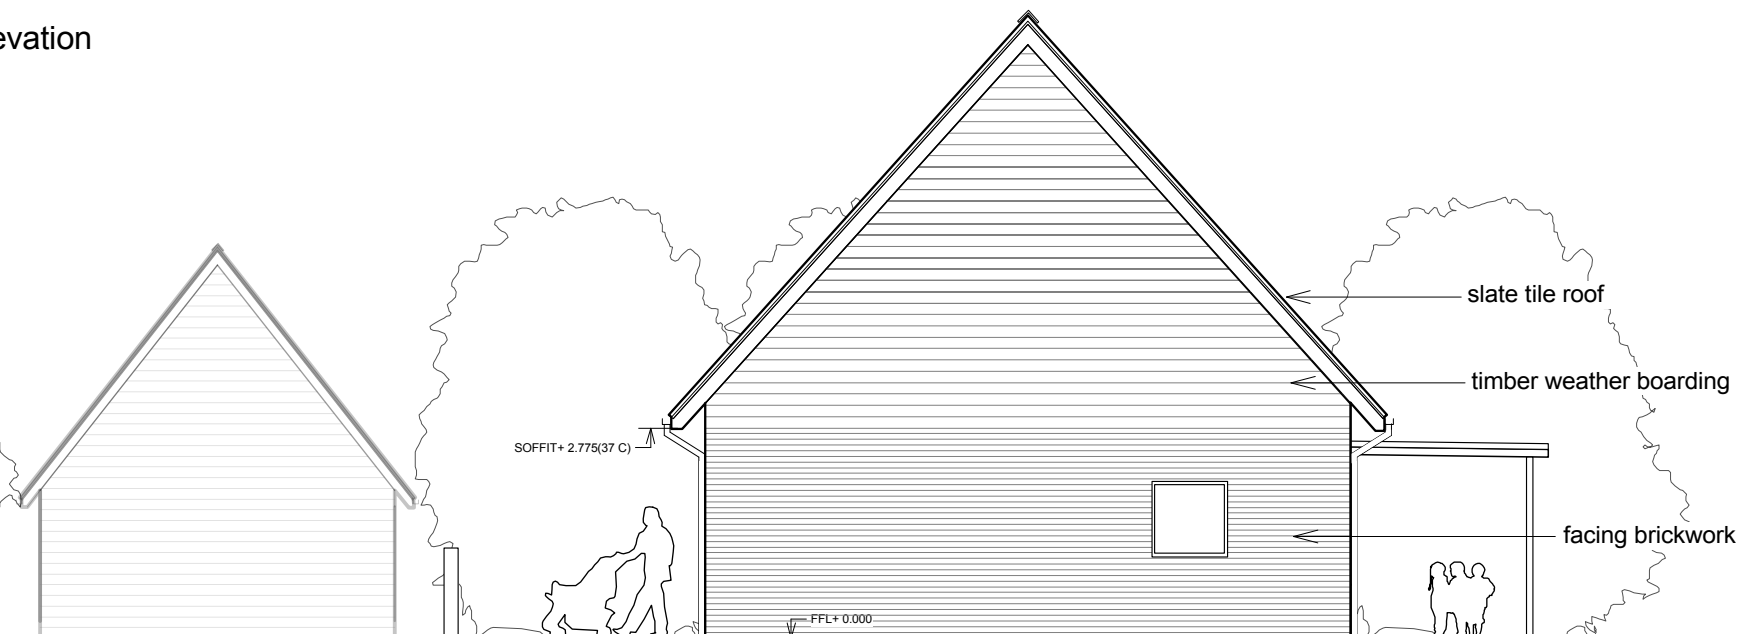 evation
slate tile roof
timber weather boarding
SOFFIT+ 2.775(37 C)
facing brickwork
FFL+ 0.000